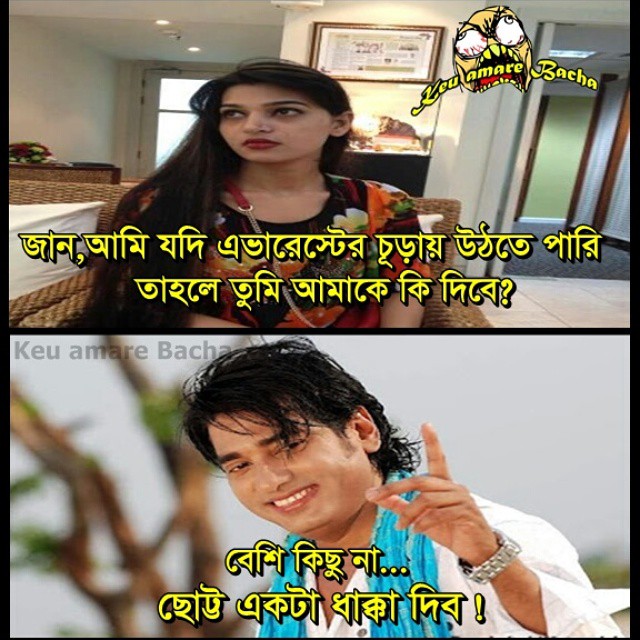 Keu amare Bacha
জান,আমি যদি এভারেস্টের চূড়ায় উঠতে পারি
তাহলে তুমি আমাকে কি দিবে?
Keu amare Bacha
বেশি কিছু না...
ছোট্ট একটা ধাক্কা দিব !